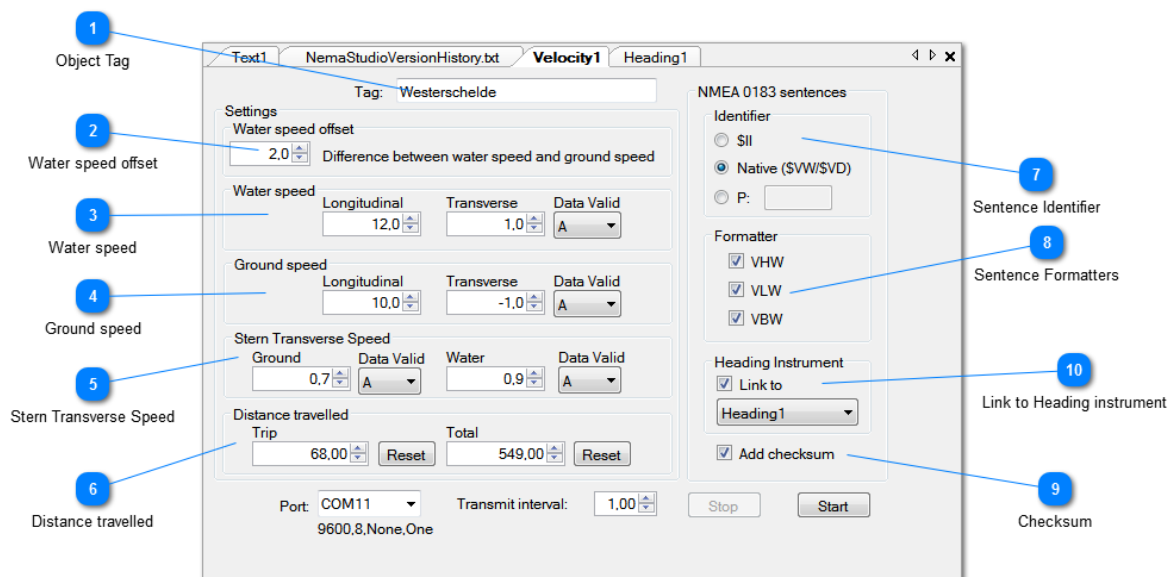 1
Object Tag
2
Water speed offset
3
Water speed
4
Ground speed
5
Stern Transverse Speed
6
Distance travelled
Text1 NemaStudioVersionHistory.txt Velocity1 Heading1
Tag: Westerschelde
Settings
Water speed offset
2,0 Difference between water speed and ground speed
Water speed
Longitudinal Transverse Data Valid
12,0 1,0 A
Ground speed
Longitudinal Transverse Data Valid
10,0 -1,0 A
Stern Transverse Speed
Ground Data Valid Water Data Valid
0,7 A 0,9 A
Distance travelled
Trip Total
68,00 Reset 549,00 Reset
Port: COM11 Transmit interval: 1,00 Stop Start
9600,8,None,One
NMEA 0183 sentences
Identifier
$II
Native ($VW/$VD)
P:
Formatter
VHW
VLW
VBW
Heading Instrument
Link to
Heading1
Add checksum
7
Sentence Identifier
8
Sentence Formatters
10
Link to Heading instrument
9
Checksum